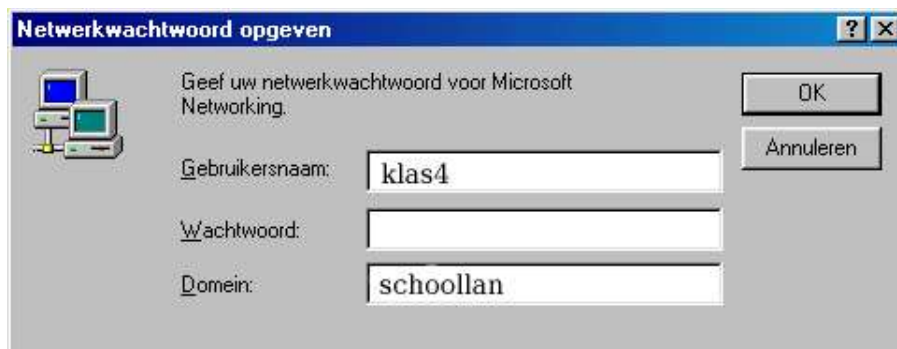 Netwerkwachtwoord opgeven
Geef uw netwerkwachtwoord voor Microsoft
Networking.
OK
Annuleren
Gebruikersnaam: klas4
Wachtwoord:
Domein: schoollan